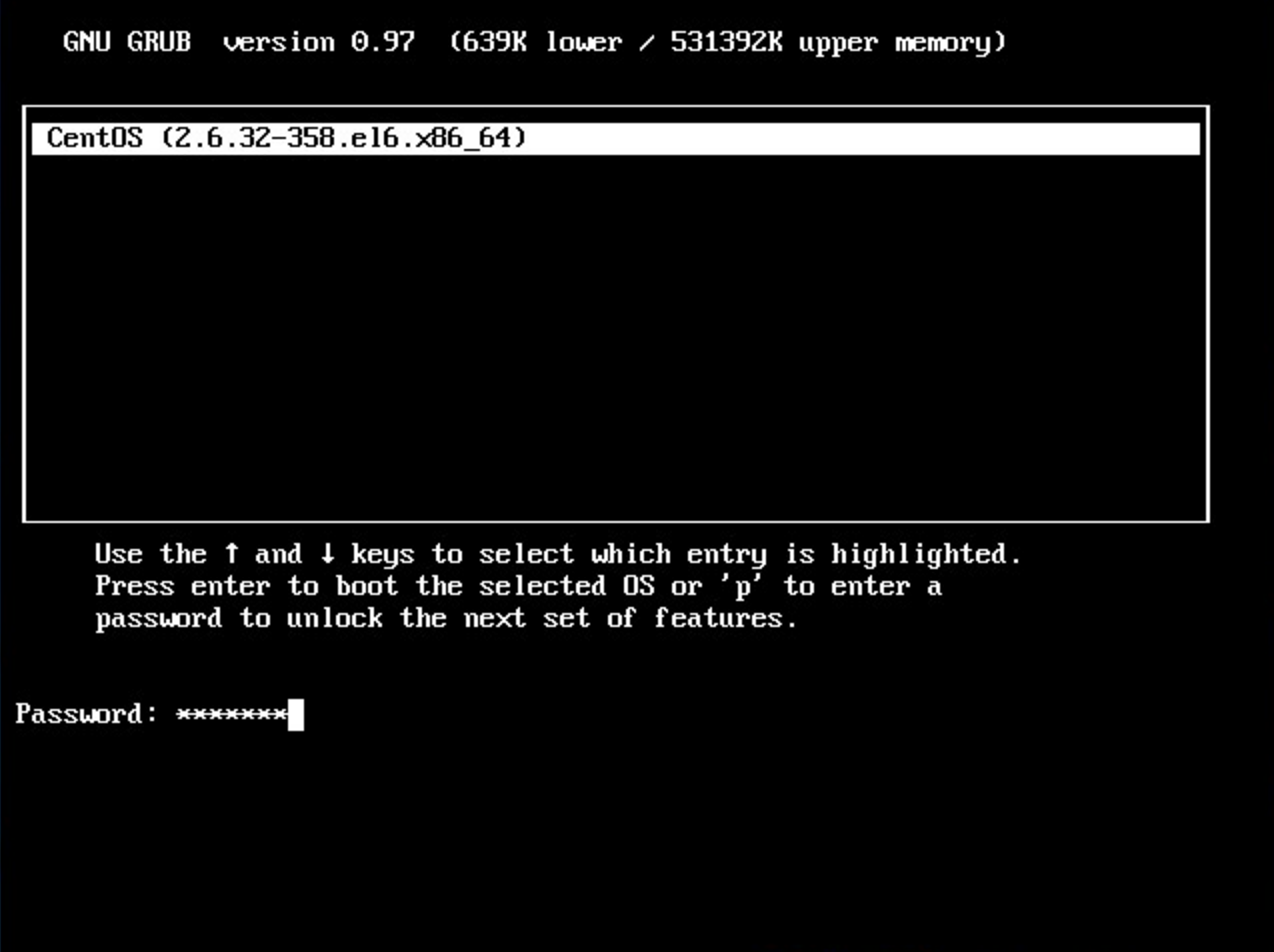 GNU GRUB  version 0.97  (639K lower / 531392K upper memory)
CentOS (2.6.32-358.el6.x86_64)
Use the ↑ and ↓ keys to select which entry is highlighted.
Press enter to boot the selected OS or 'p' to enter a
password to unlock the next set of features.
Password: *******